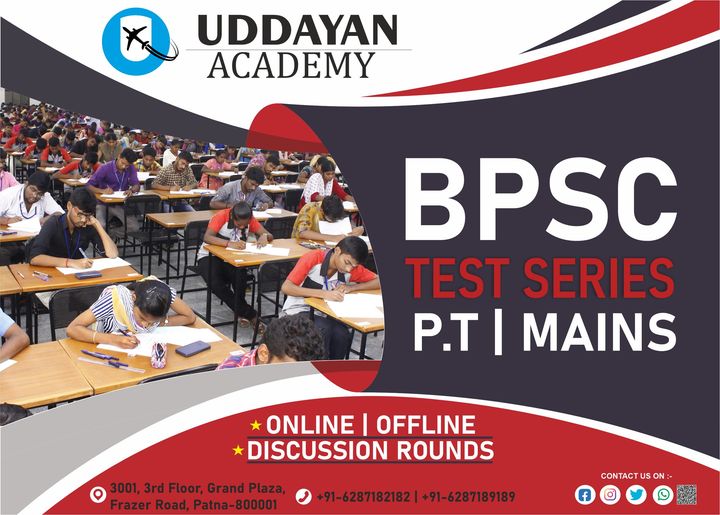 UDDAYAN
ACADEMY
BPSC
TEST SERIES
P.T | MAINS
ONLINE | OFFLINE
DISCUSSION ROUNDS
3001, 3rd Floor, Grand Plaza,
Frazer Road, Patna-800001
+91-6287182182 | +91-6287189189
CONTACT US ON :-